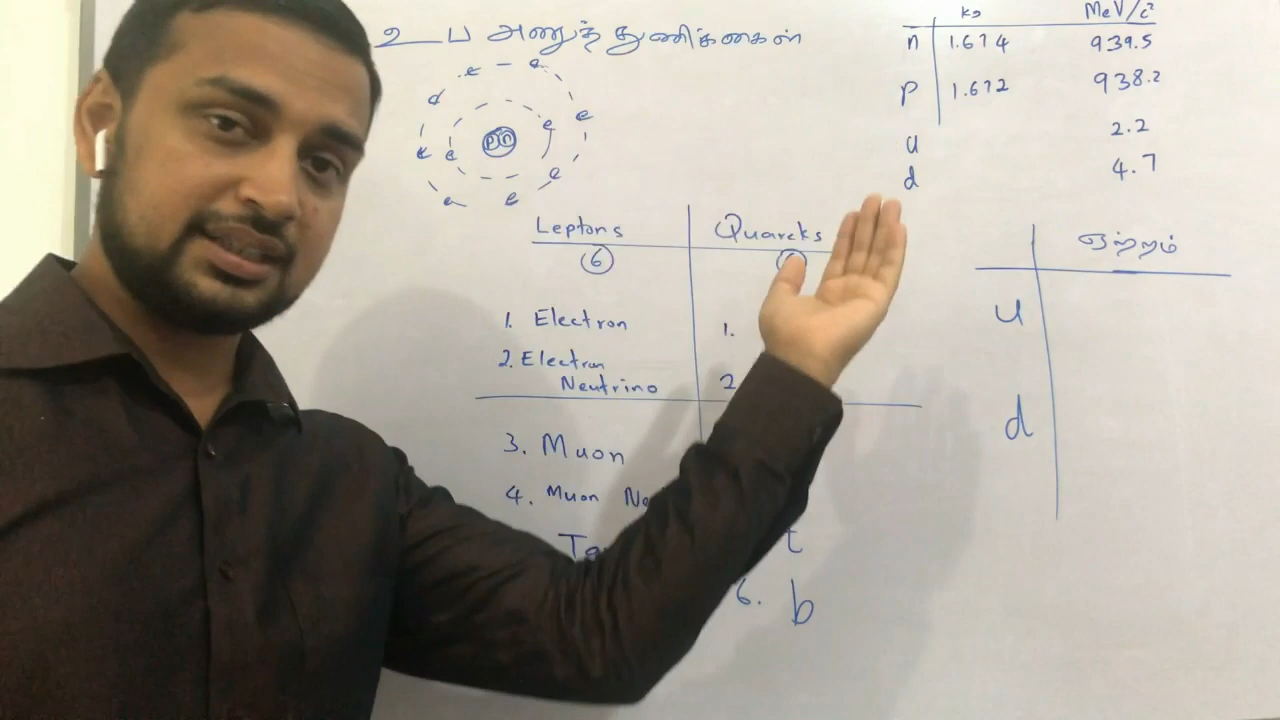 உப அணுத் துணிக்கைகள்
kg MeV/c²
n 1.674 939.5
p 1.672 938.2
u 2.2
d 4.7
e e
e e
e e e e
e
e e
p n
Leptons Quarcks
6
1. Electron 1.
2. Electron 2
Neutrino
3. Muon
4. Muon
t
6. b
ஏற்றம்
u
d